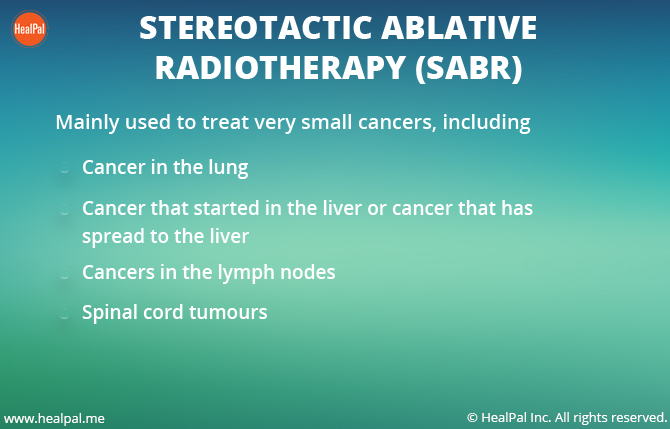 HealPal
STEREOTACTIC ABLATIVE
RADIOTHERAPY (SABR)
Mainly used to treat very small cancers, including
Cancer in the lung
Cancer that started in the liver or cancer that has
spread to the liver
Cancers in the lymph nodes
Spinal cord tumours
www.healpal.me
© HealPal Inc. All rights reserved.